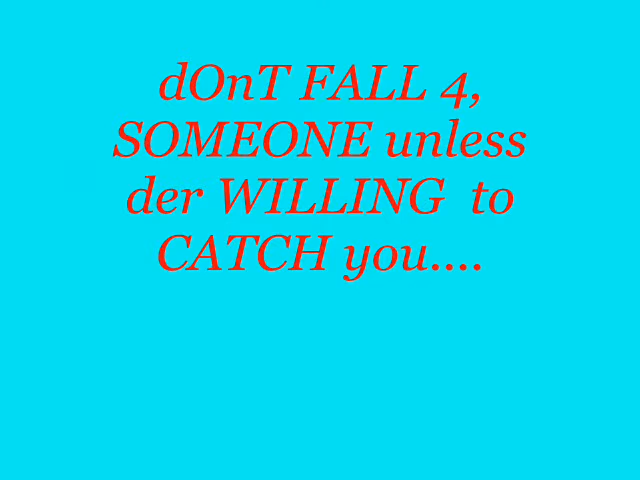 dOnT FALL 4,
SOMEONE unless
der WILLING  to
CATCH you....